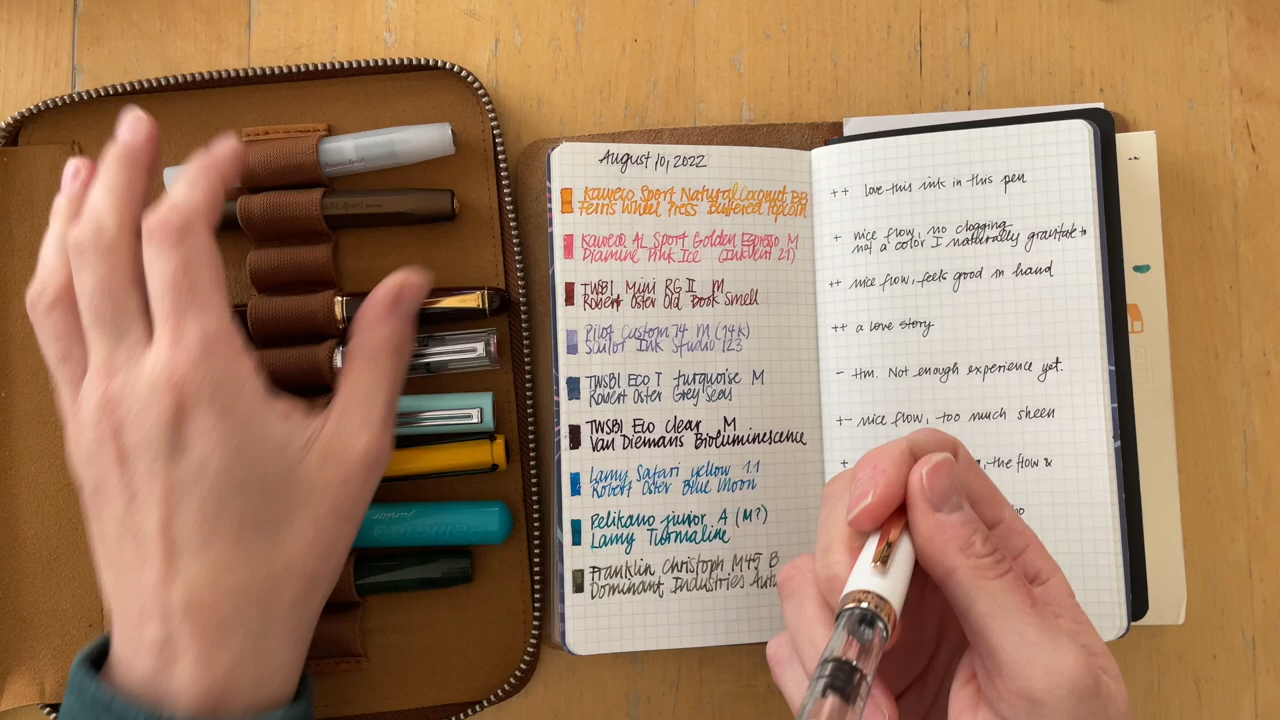 August 10, 2022
Kaweco Sport Natural Coconut BB
Ferris Wheel Press Buttered Popcorn
Kaweco AL Sport Golden Espresso M
Diamine Pink Ice (Inkvent 21)
TWSBI Mini RG II M
Robert Oster Old Book Smell
Pilot Custom 74 M (14k)
Sailor Ink Studio 123
TWSBI ECO T turquoise M
Robert Oster Grey Seas
TWSBI Eco clear M
Van Diemans Bioluminescence
Lamy Safari yellow 1.1
Robert Oster Blue Moon
Pelikano junior A (M?)
Lamy Turmaline
Franklin Christoph M45 B
Dominant Industries
++ love this ink in this pen
+ nice flow, no clogging
not a color I naturally gravitate to
++ nice flow, feels good in hand
++ a love story
- Hm. Not enough experience yet.
+- nice flow, too much sheen
+ the flow &
junior